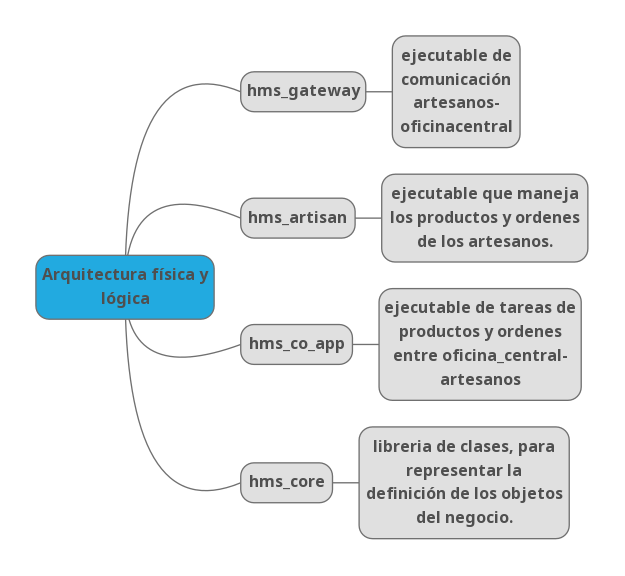 Arquitectura física y
lógica
hms_gateway
ejecutable de
comunicación
artesanos-
oficinacentral
hms_artisan
ejecutable que maneja
los productos y ordenes
de los artesanos.
hms_co_app
ejecutable de tareas de
productos y ordenes
entre oficina_central-
artesanos
hms_core
libreria de clases, para
representar la
definición de los objetos
del negocio.